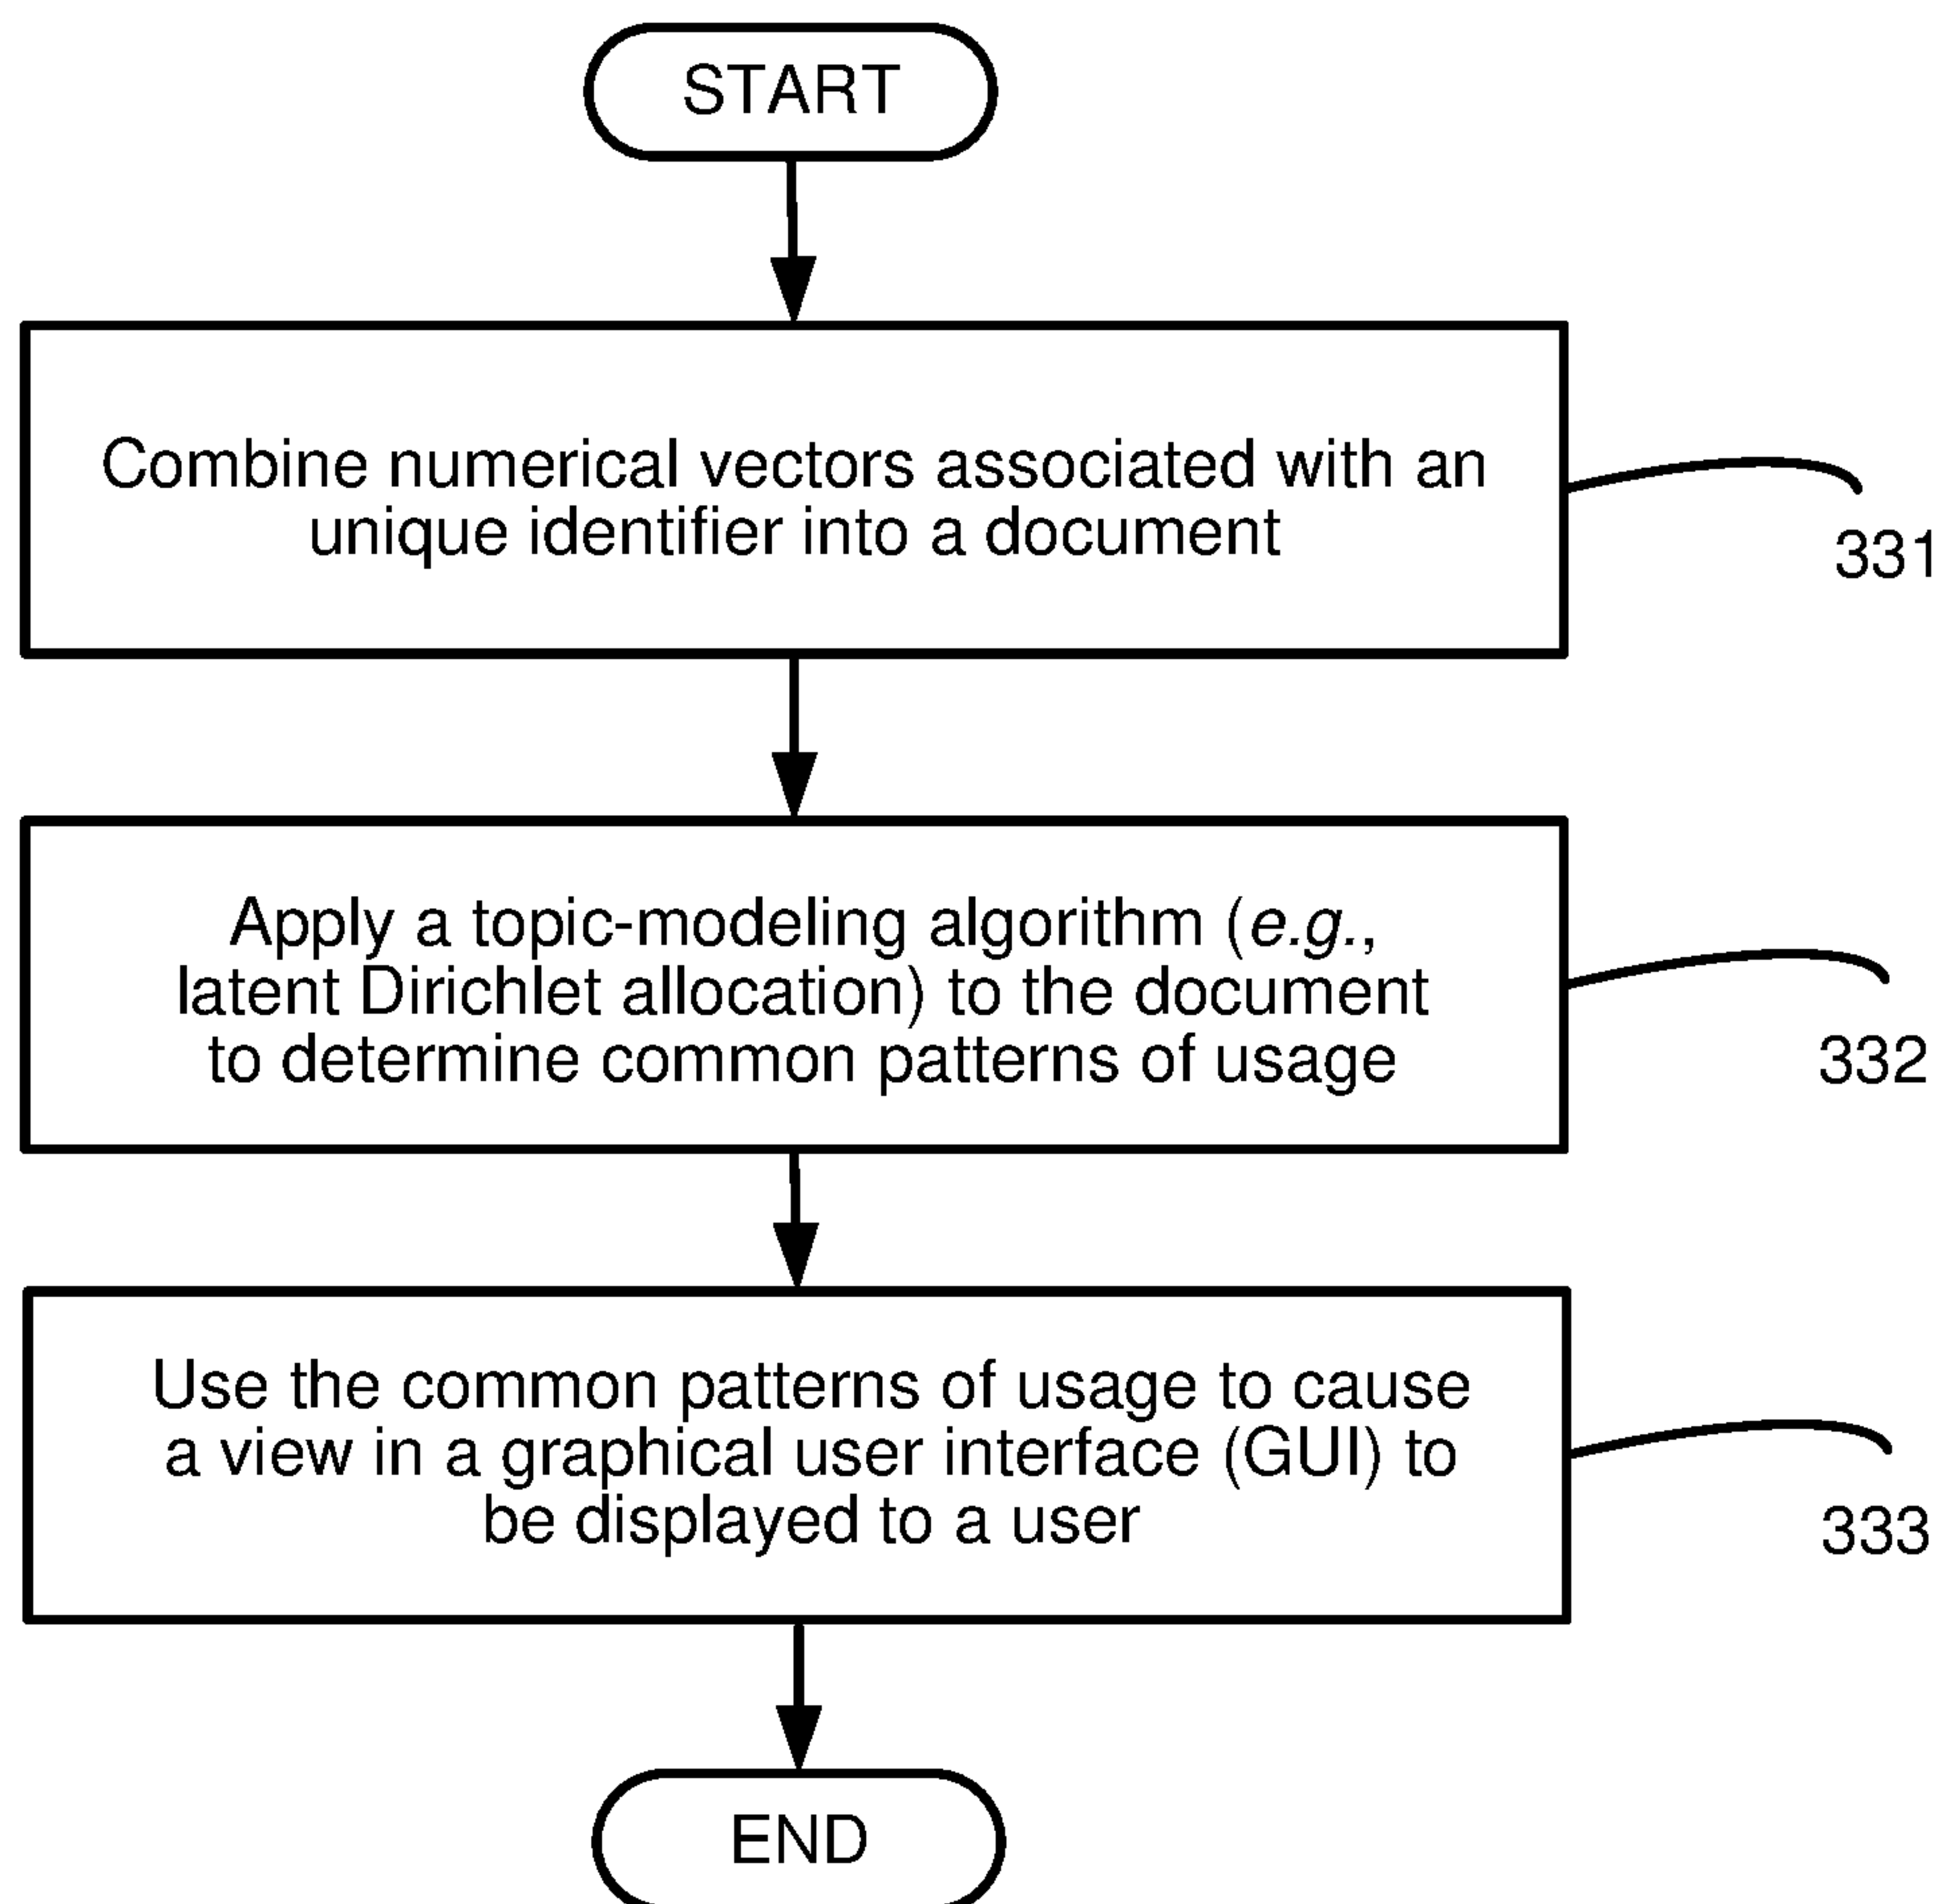 START
Combine numerical vectors associated with an
unique identifier into a document
331
Apply a topic-modeling algorithm (e.g.,
latent Dirichlet allocation) to the document
to determine common patterns of usage
332
Use the common patterns of usage to cause
a view in a graphical user interface (GUI) to
be displayed to a user
333
END